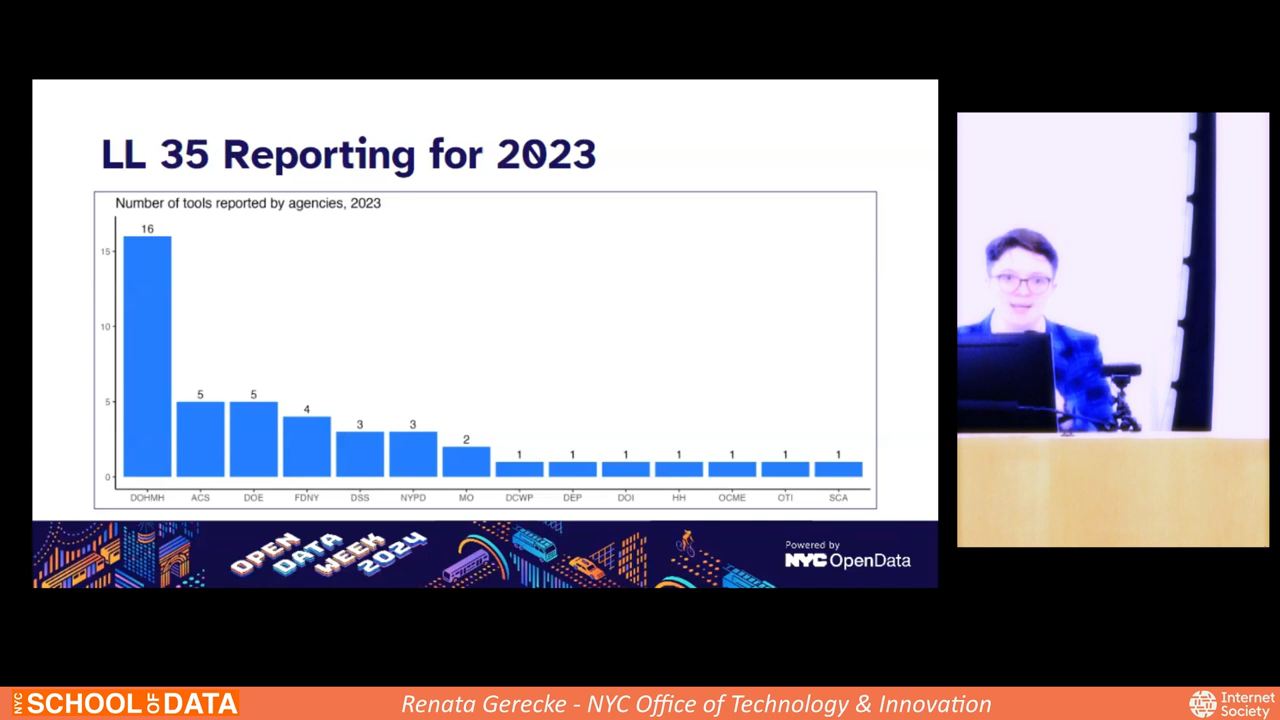 LL 35 Reporting for 2023
Number of tools reported by agencies, 2023
16
15
10
5
5
5
4
3
3
2
1
1
1
1
1
1
1
0
DOHMH ACS DOE FDNY DSS NYPD MO DCWP DEP DOI HH OCME OTI SCA
OPEN
DATA
WEEK
2024
Powered by
NYC OpenData
NYC SCHOOL OF DATA
Renata Gerecke - NYC Office of Technology & Innovation
Internet
Society